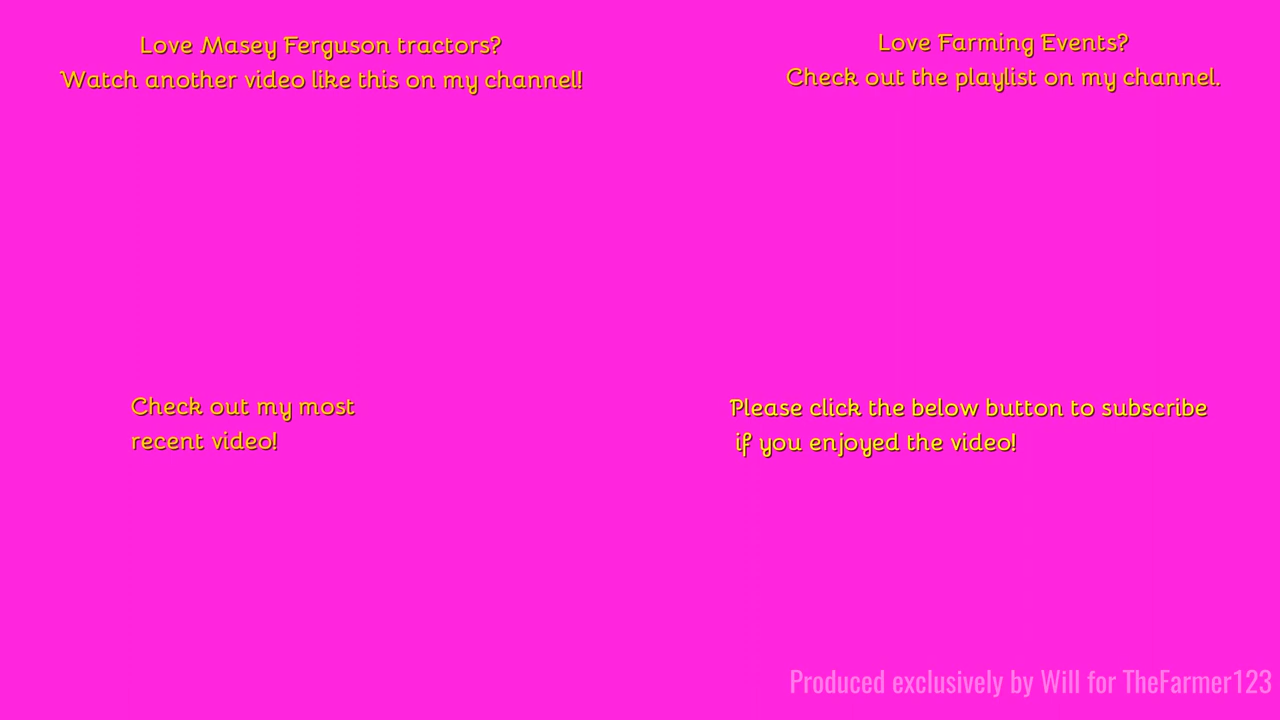 Love Masey Ferguson tractors?
Watch another video like this on my channel!
Love Farming Events?
Check out the playlist on my channel.
Check out my most
recent video!
Please click the below button to subscribe
if you enjoyed the video!
Produced exclusively by Will for TheFarmer123